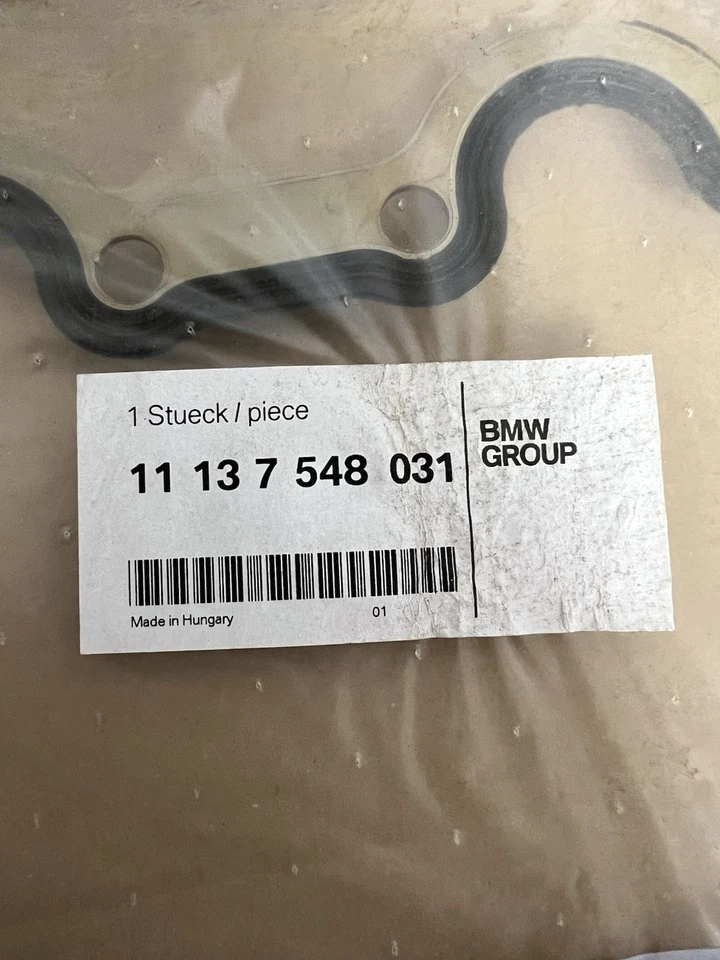 1 Stueck / piece
11 13 7 548 031
BMW
GROUP
Made in Hungary
01